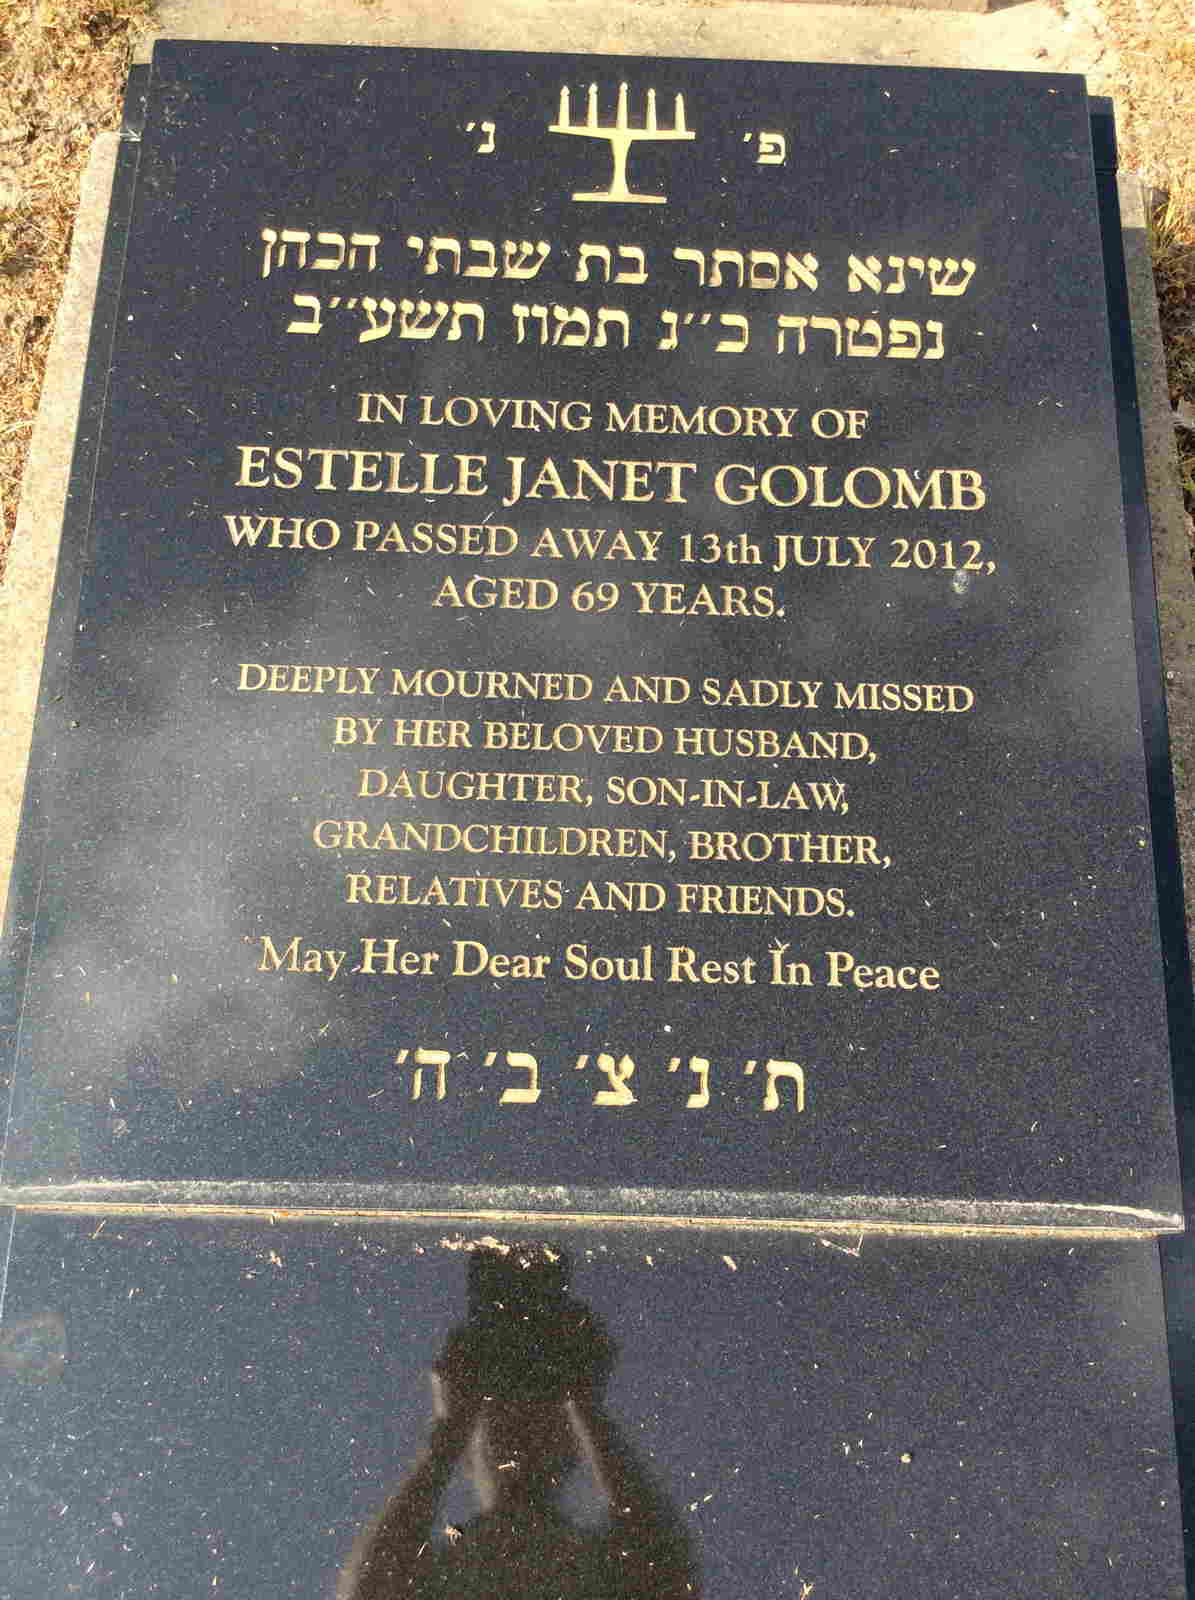 פ׳ נ׳
שינא אסתר בת שבתי הכהן
נפטרה כ״ג תמוז תשע״ב
IN LOVING MEMORY OF
ESTELLE JANET GOLOMB
WHO PASSED AWAY 13th JULY 2012,
AGED 69 YEARS.
DEEPLY MOURNED AND SADLY MISSED
BY HER BELOVED HUSBAND,
DAUGHTER, SON-IN-LAW,
GRANDCHILDREN, BROTHER,
RELATIVES AND FRIENDS.
May Her Dear Soul Rest In Peace
ת׳ נ׳ צ׳ ב׳ ה׳